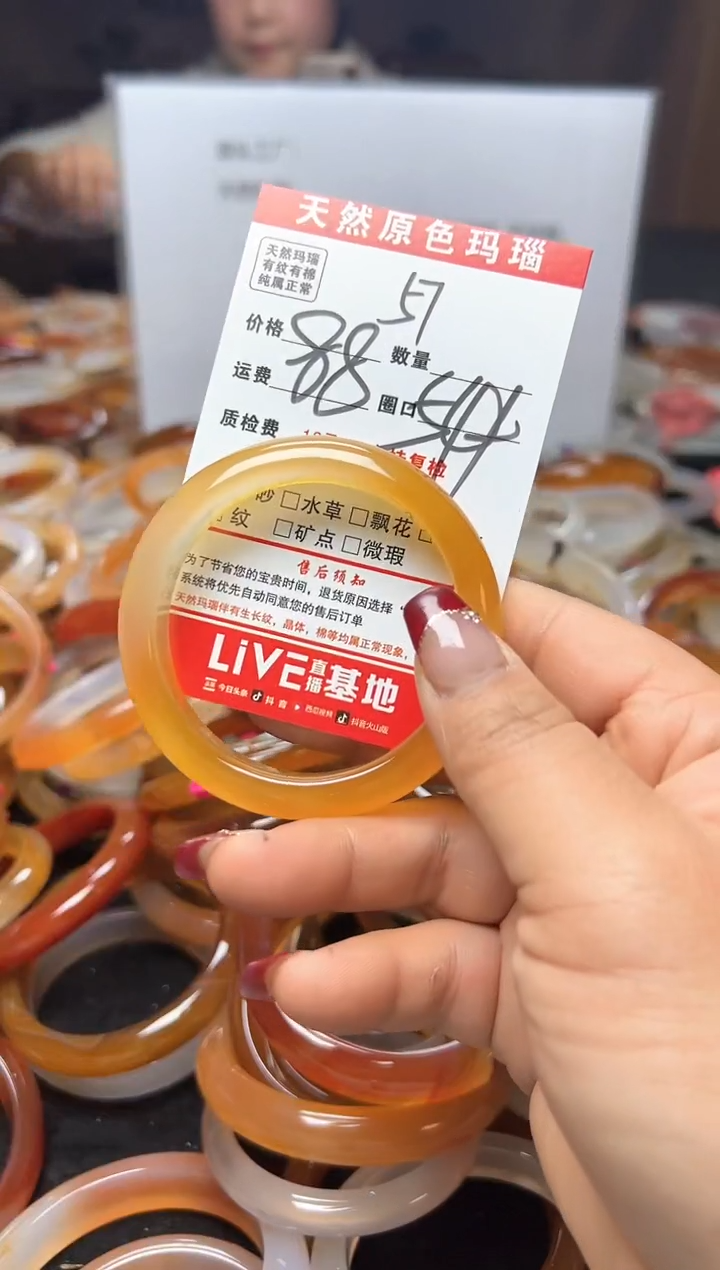 天然原色玛瑙
天然玛瑙
有纹有棉
纯属正常
57
价格 88 数量
运费 圈口 54
质检费
持复检
砂 □水草 □飘花
纹 □矿点 □微瑕
售后须知
为了节省您的宝贵时间，退货原因选择“
系统将优先自动同意您的售后订单
天然玛瑙伴有生长纹，晶体，棉等均属正常现象，
LiVE直播基地
今日头条 抖音 西瓜视频 抖音火山版